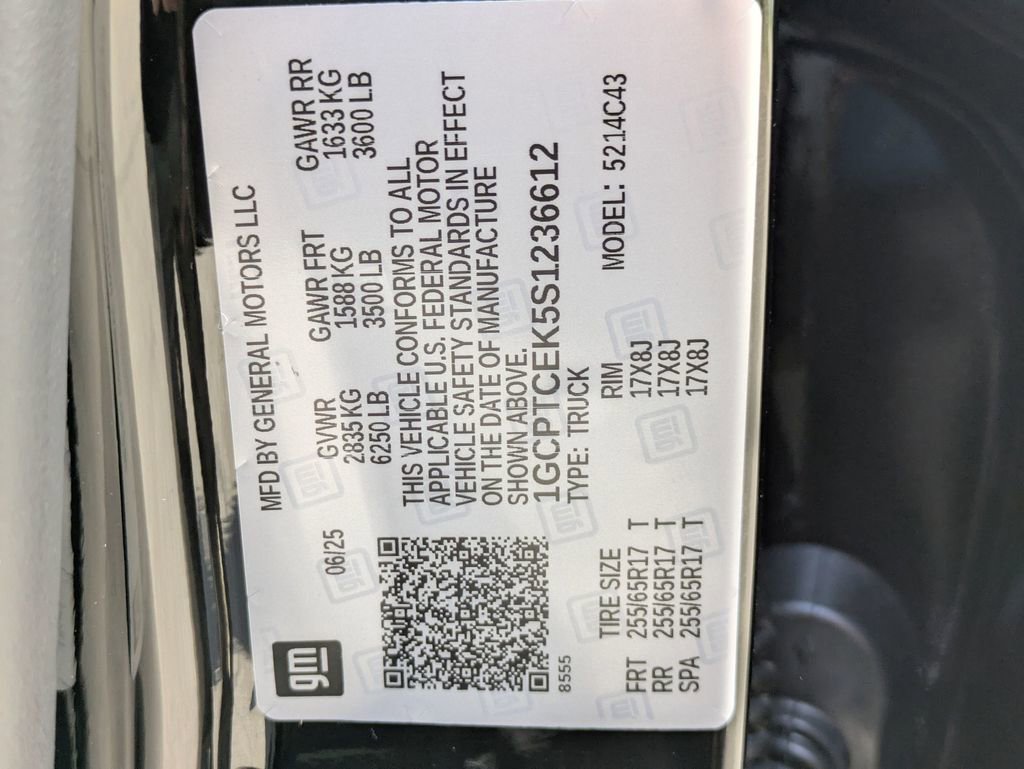 gm
MFD BY GENERAL MOTORS LLC
06/25
GVWR GAWR FRT GAWR RR
2835KG 1588 KG 1633 KG
6250 LB 3500 LB 3600 LB
THIS VEHICLE CONFORMS TO ALL
APPLICABLE U.S. FEDERAL MOTOR
VEHICLE SAFETY STANDARDS IN EFFECT
ON THE DATE OF MANUFACTURE
SHOWN ABOVE.
1GCPTCEK5S1236612
8555
TYPE: TRUCK
TIRE SIZE RIM MODEL: 5214C43
FRT 255/65R17 T 17X8J
RR 255/65R17 T 17X8J
SPA 255/65R17 T 17X8J